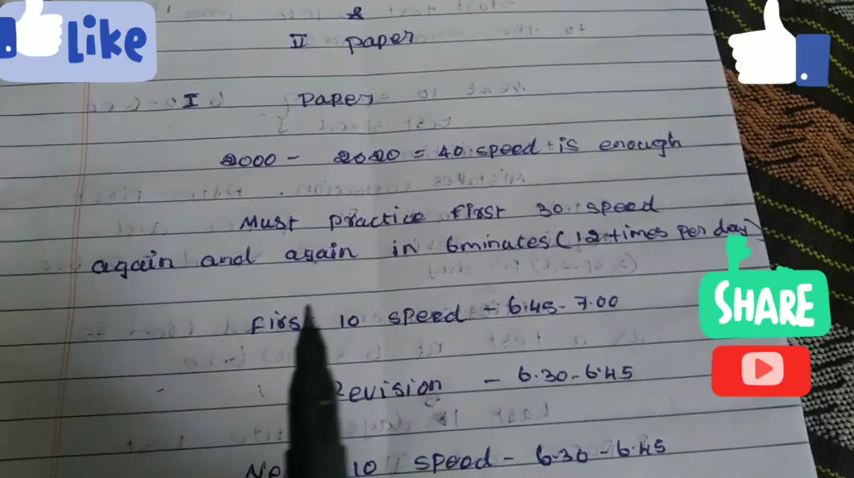 &
II paper
I paper
2000 - 2020 = 40 speed is enough
Must practice first 30 speed
again and again in 6minutes (12 times per day)
First 10 speed - 6.45-7.00
Revision - 6.30-6.45
10 speed - 6.30-6.45
Like
SHARE